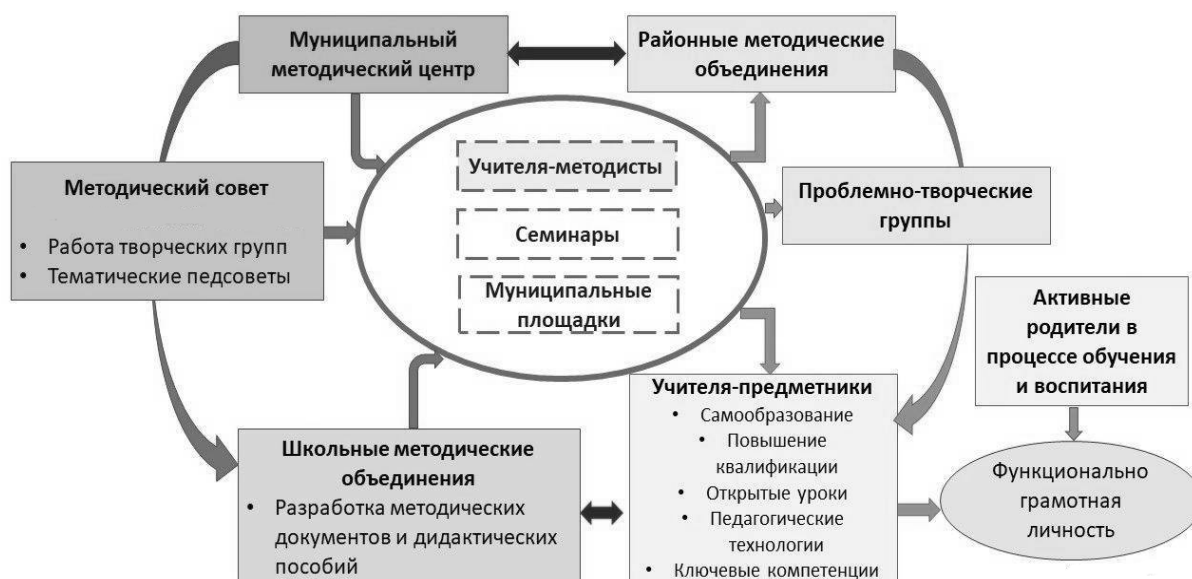 Муниципальный
методический центр
Районные методические
объединения
Методический совет
• Работа творческих групп
• Тематические педсоветы
Учителя-методисты
Семинары
Муниципальные
площадки
Проблемно-творческие
группы
Активные
родители в
процессе обучения
и воспитания
Школьные методические
объединения
• Разработка методических
документов и дидактических
пособий
Учителя-предметники
• Самообразование
• Повышение
квалификации
• Открытые уроки
• Педагогические
технологии
• Ключевые компетенции
Функционально
грамотная
личность